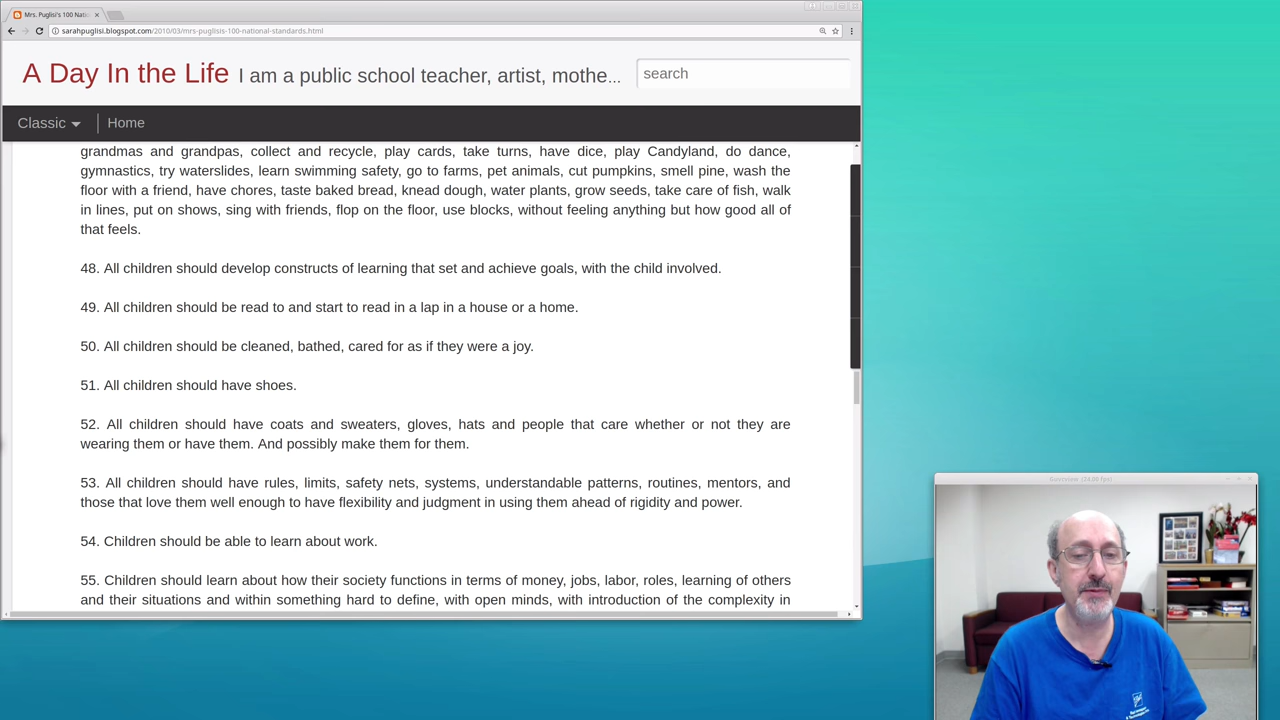 Mrs. Puglisi's 100 Natio
sarahpuglisi.blogspot.com/2010/03/mrs-puglisis-100-national-standards.html
A Day In the Life I am a public school teacher, artist, mothe...
search
Classic
Home
grandmas and grandpas, collect and recycle, play cards, take turns, have dice, play Candyland, do dance,
gymnastics, try waterslides, learn swimming safety, go to farms, pet animals, cut pumpkins, smell pine, wash the
floor with a friend, have chores, taste baked bread, knead dough, water plants, grow seeds, take care of fish, walk
in lines, put on shows, sing with friends, flop on the floor, use blocks, without feeling anything but how good all of
that feels.
48. All children should develop constructs of learning that set and achieve goals, with the child involved.
49. All children should be read to and start to read in a lap in a house or a home.
50. All children should be cleaned, bathed, cared for as if they were a joy.
51. All children should have shoes.
52. All children should have coats and sweaters, gloves, hats and people that care whether or not they are
wearing them or have them. And possibly make them for them.
53. All children should have rules, limits, safety nets, systems, understandable patterns, routines, mentors, and
those that love them well enough to have flexibility and judgment in using them ahead of rigidity and power.
54. Children should be able to learn about work.
55. Children should learn about how their society functions in terms of money, jobs, labor, roles, learning of others
and their situations and within something hard to define, with open minds, with introduction of the complexity in